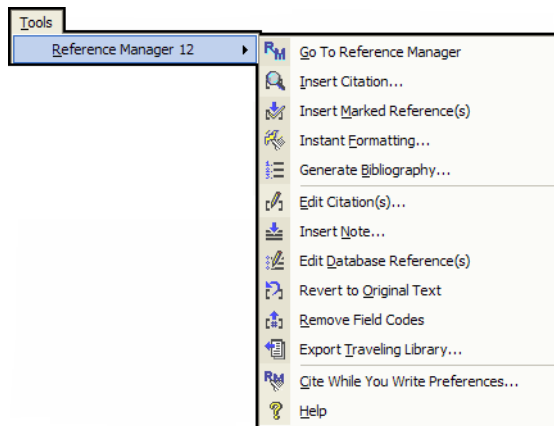 Tools
Reference Manager 12
RM Go To Reference Manager
Insert Citation...
Insert Marked Reference(s)
Instant Formatting...
Generate Bibliography...
Edit Citation(s)...
Insert Note...
Edit Database Reference(s)
Revert to Original Text
Remove Field Codes
Export Traveling Library...
RM Cite While You Write Preferences...
Help